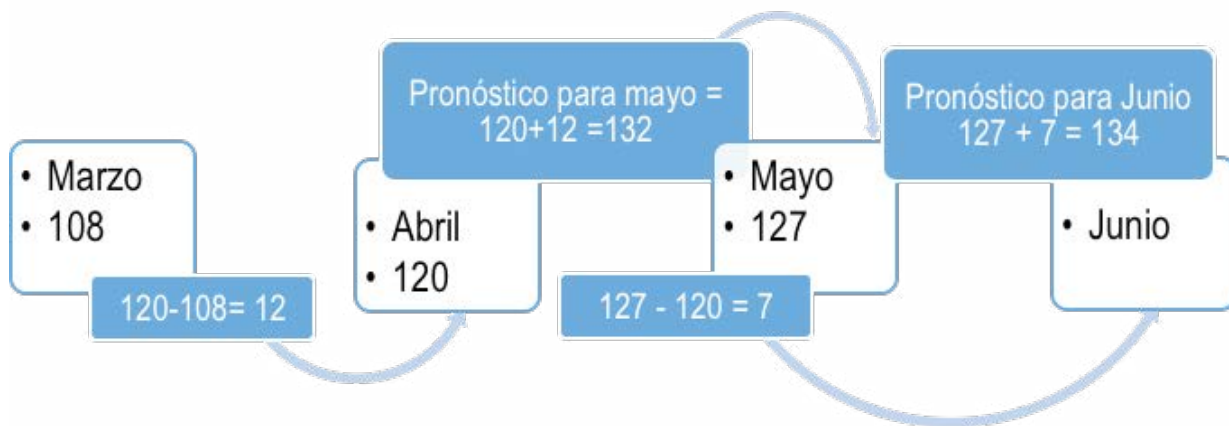 • Marzo
• 108
120-108= 12
Pronóstico para mayo =
120+12 =132
• Abril
• 120
127 - 120 = 7
• Mayo
• 127
Pronóstico para Junio
127 + 7 = 134
• Junio